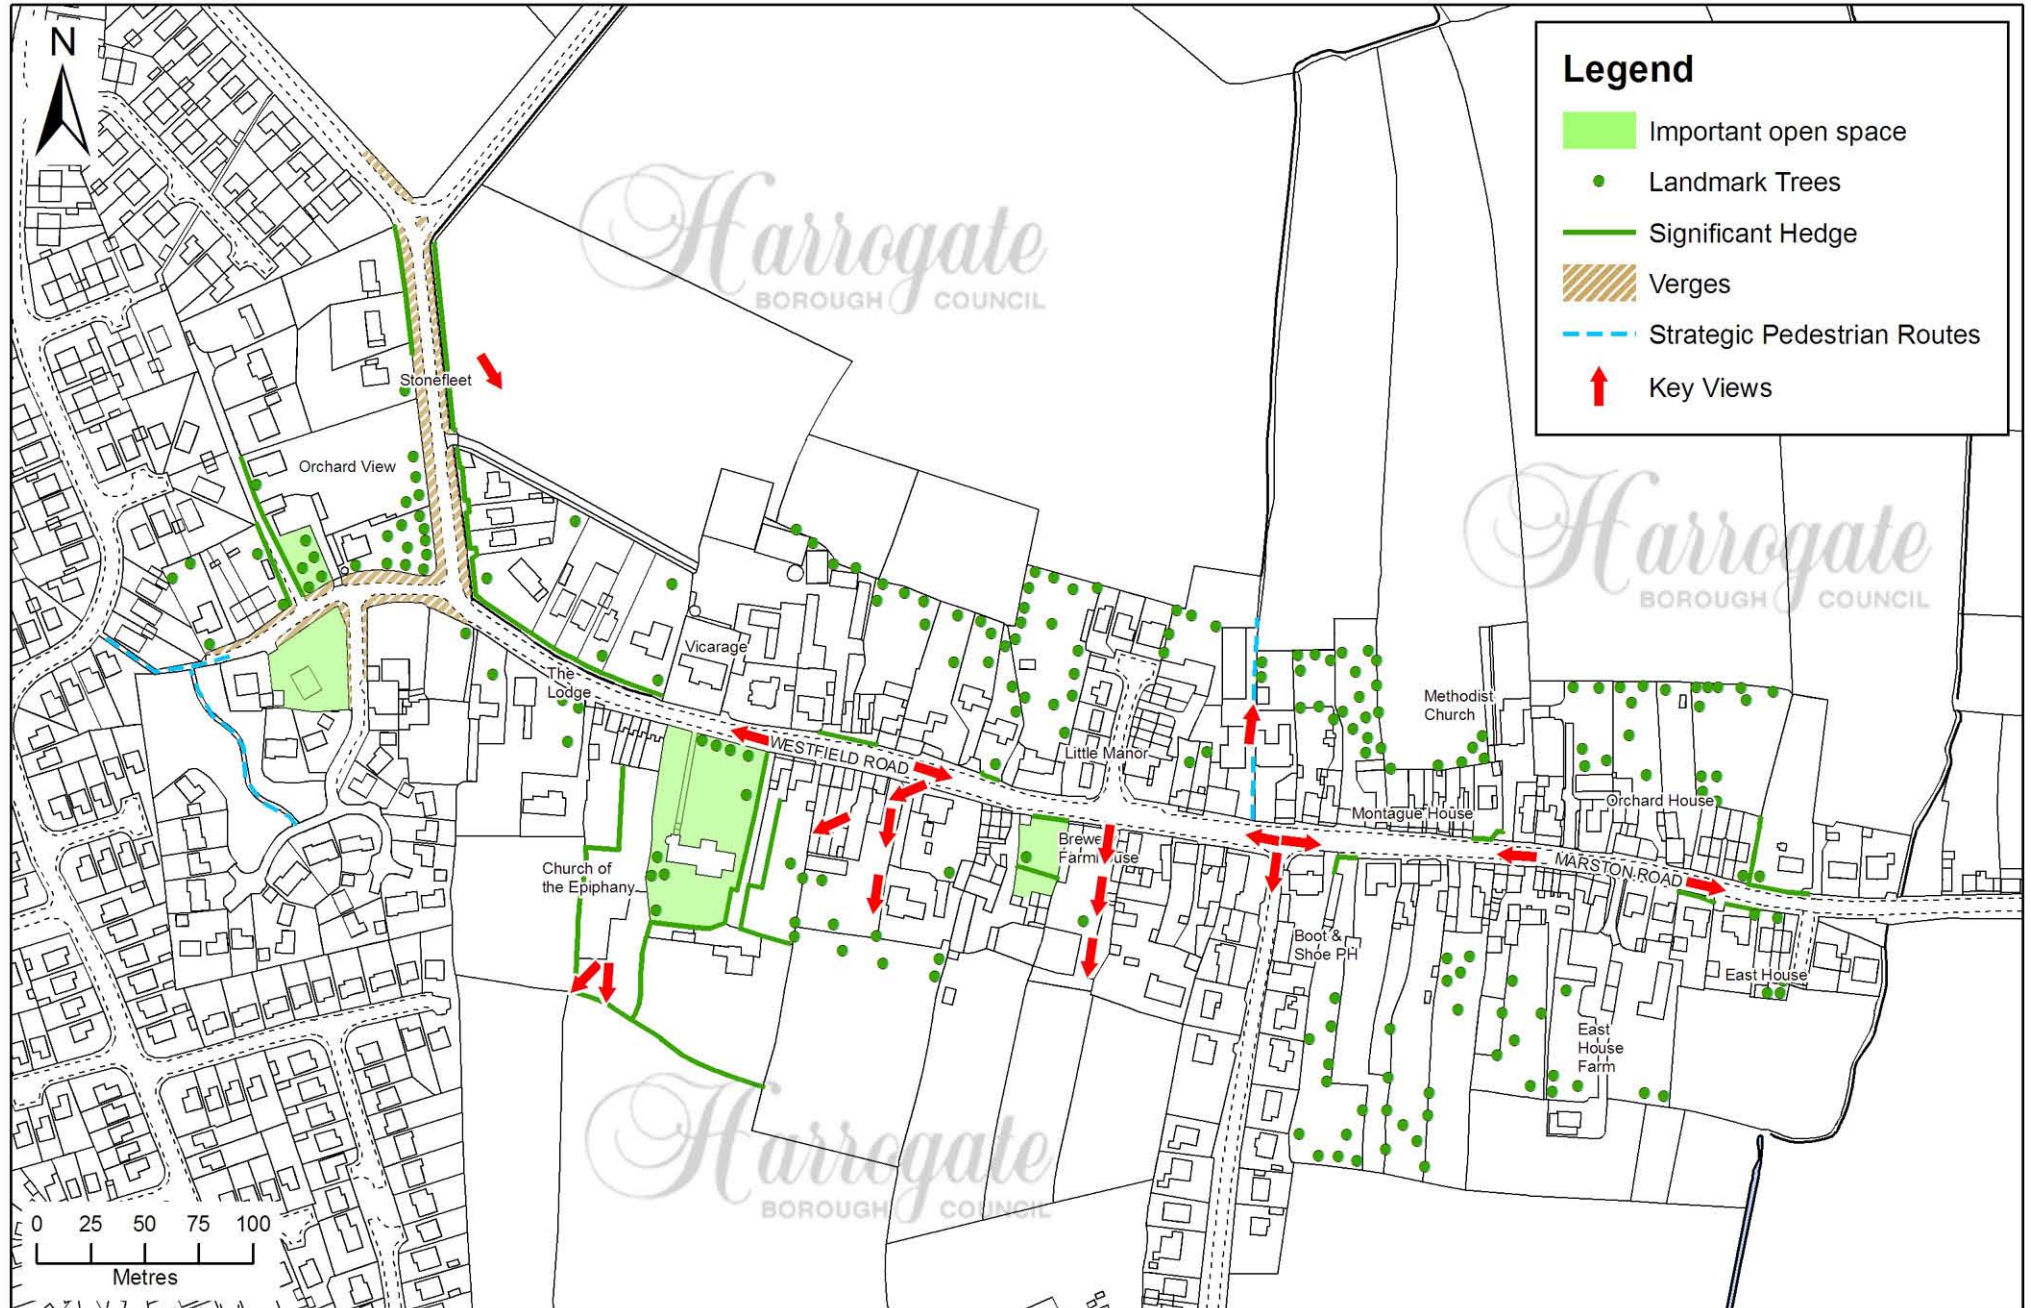 N
Legend
Important open space
Landmark Trees
Significant Hedge
Verges
Strategic Pedestrian Routes
Key Views
Harrogate
BOROUGH COUNCIL
Stonefleet
Orchard View
Harrogate
BOROUGH COUNCIL
Vicarage
The
Lodge
Methodist
Church
WESTFIELD ROAD
Little Manor
Montague House
Orchard House
Church of
the Epiphany
Farmhouse
MARSTON ROAD
Boot &
Shoe PH
East House
East
House
Farm
Harrogate
BOROUGH COUNCIL
0 25 50 75 100
Metres